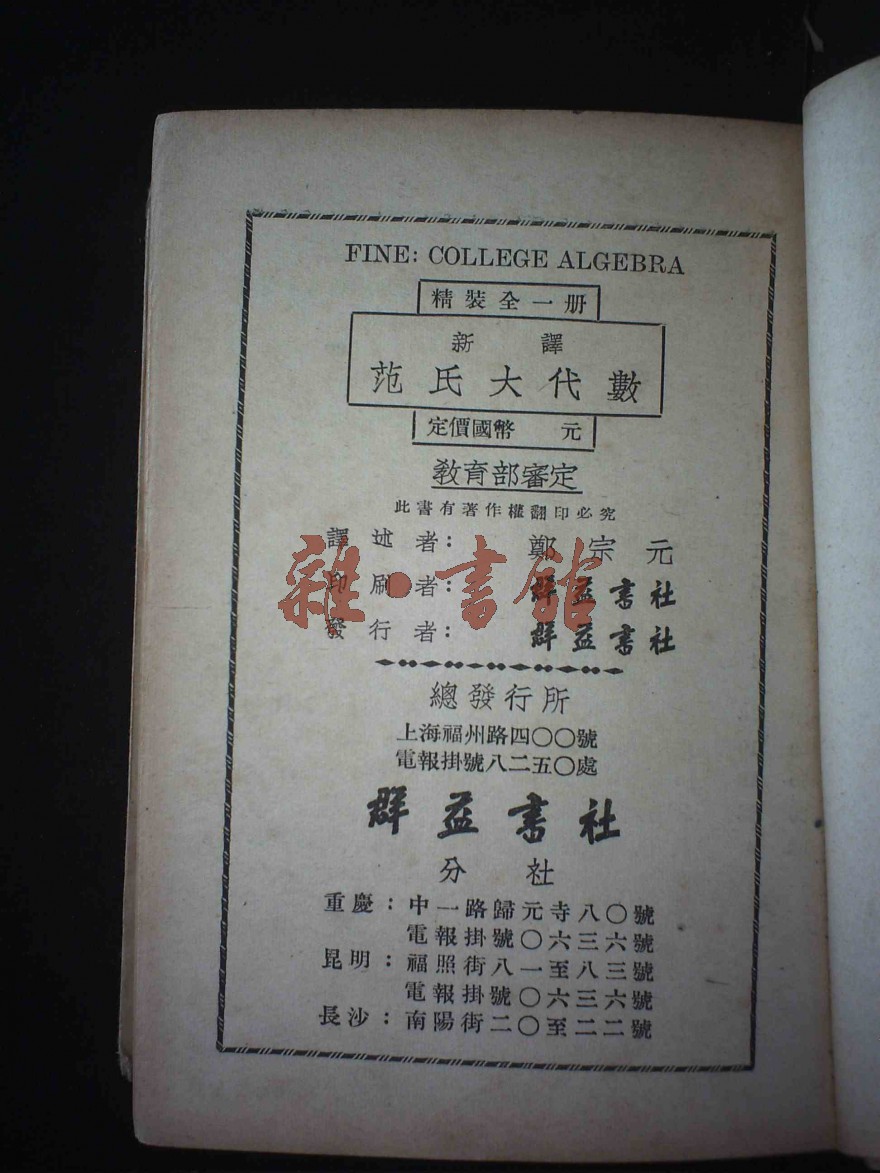 FINE: COLLEGE ALGEBRA
精裝全一册
新譯
范氏大代數
定價國幣　元
教育部審定
此書有著作權翻印必究
譯述者：鄭宗元
印刷者：群益書社
發行者：群益書社
雜·書館
總發行所
上海福州路四〇〇號
電報掛號八二五〇處
群益書社
分社
重慶：中一路歸元寺八〇號
電報掛號〇六三六號
昆明：福照街八一至八三號
電報掛號〇六三六號
長沙：南陽街二〇至二二號